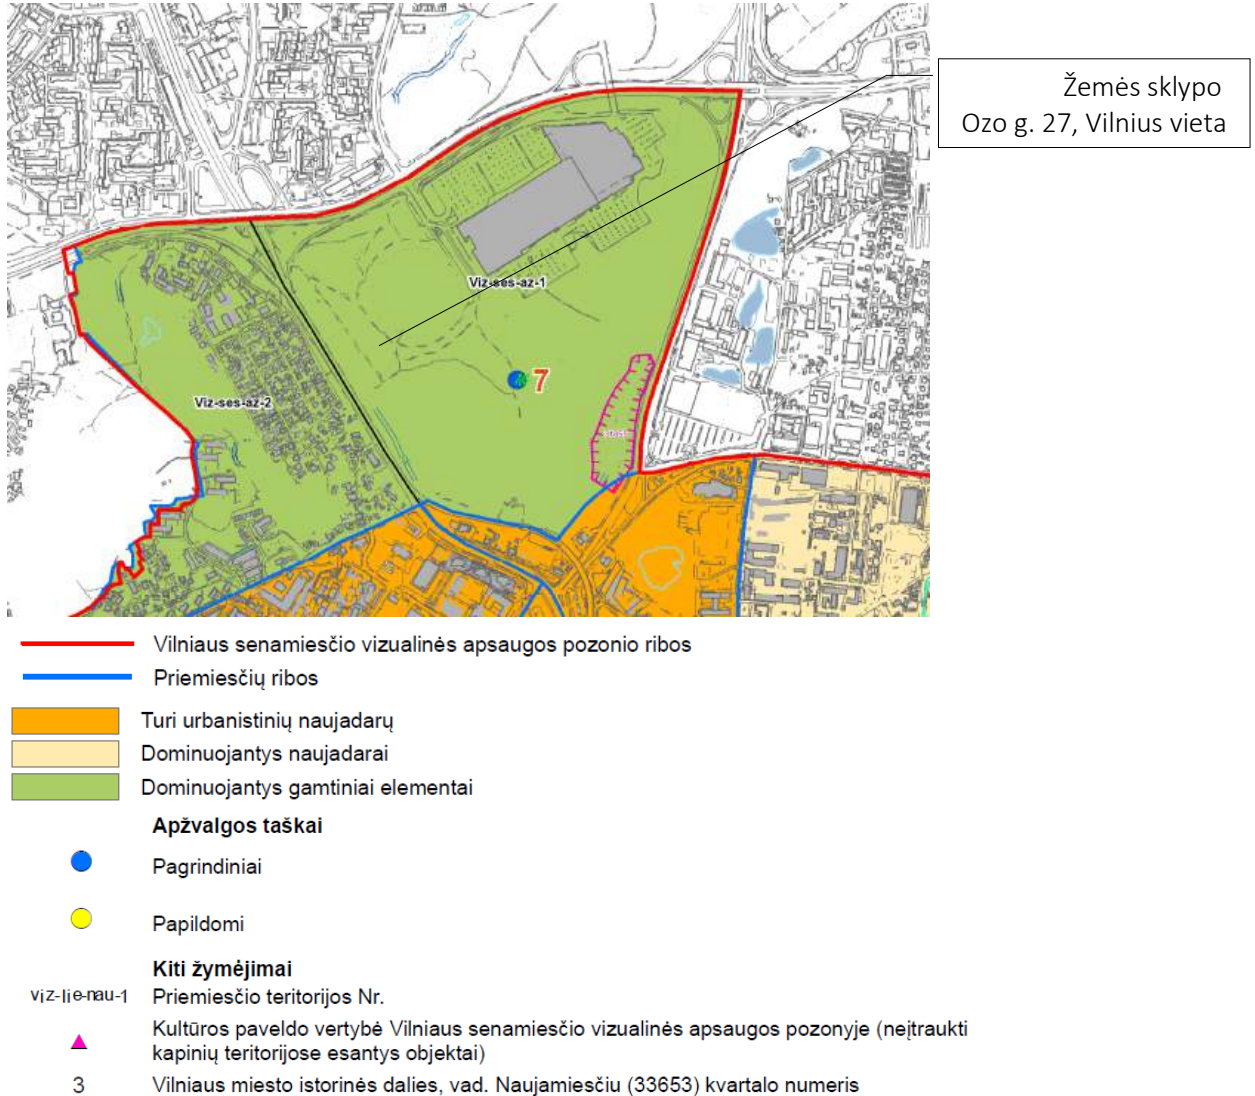 Žemės sklypo
Ozo g. 27, Vilnius vieta
Viz-ses-az-1
7
Viz-ses-az-2
Vilniaus senamiesčio vizualinės apsaugos pozonio ribos
Priemiesčių ribos
Turi urbanistinių naujadarų
Dominuojantys naujadarai
Dominuojantys gamtiniai elementai
Apžvalgos taškai
Pagrindiniai
Papildomi
Kiti žymėjimai
viz-lie-nau-1 Priemiesčio teritorijos Nr.
Kultūros paveldo vertybė Vilniaus senamiesčio vizualinės apsaugos pozonyje (neįtraukti
kapinių teritorijose esantys objektai)
3 Vilniaus miesto istorinės dalies, vad. Naujamiesčiu (33653) kvartalo numeris